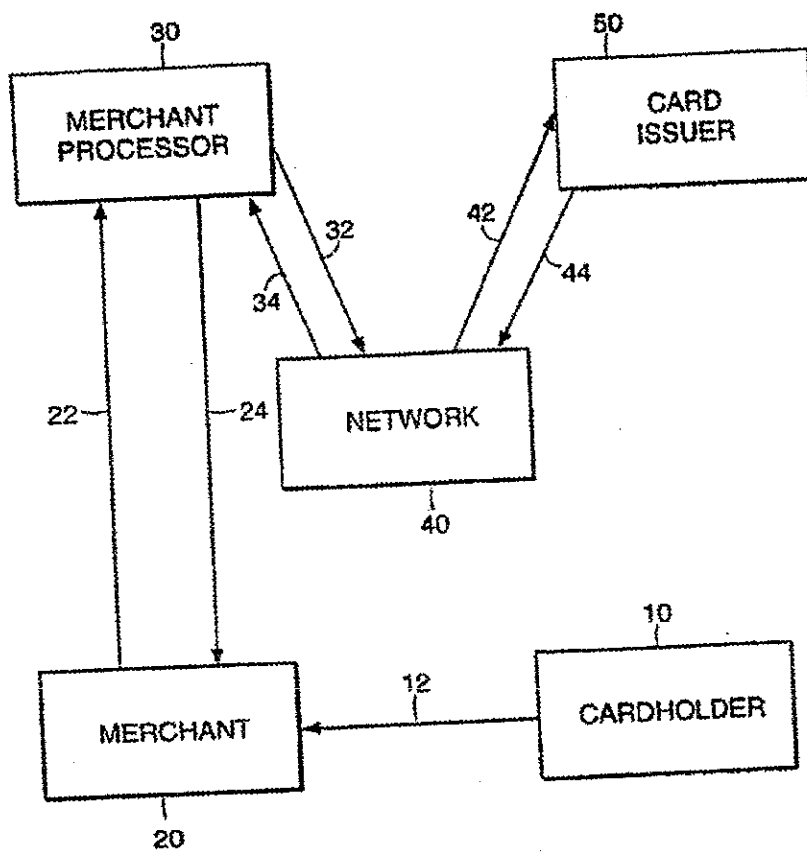 30
MERCHANT
PROCESSOR
50
CARD
ISSUER
32
34
42
44
22
24
NETWORK
40
10
12
MERCHANT
CARDHOLDER
20